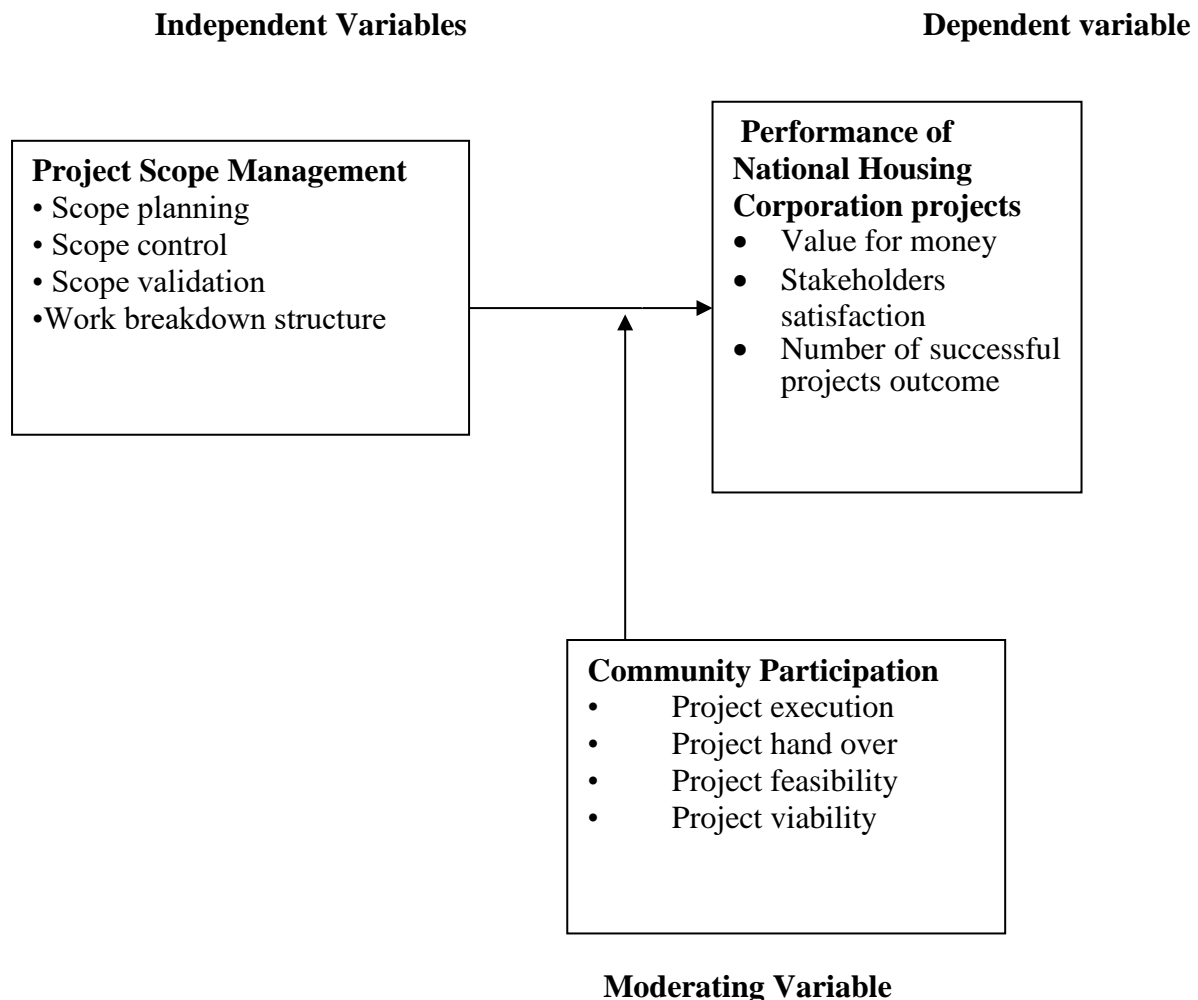 Independent Variables
Dependent variable
Project Scope Management
• Scope planning
• Scope control
• Scope validation
•Work breakdown structure
Performance of
National Housing
Corporation projects
• Value for money
• Stakeholders
satisfaction
• Number of successful
projects outcome
Community Participation
• Project execution
• Project hand over
• Project feasibility
• Project viability
Moderating Variable